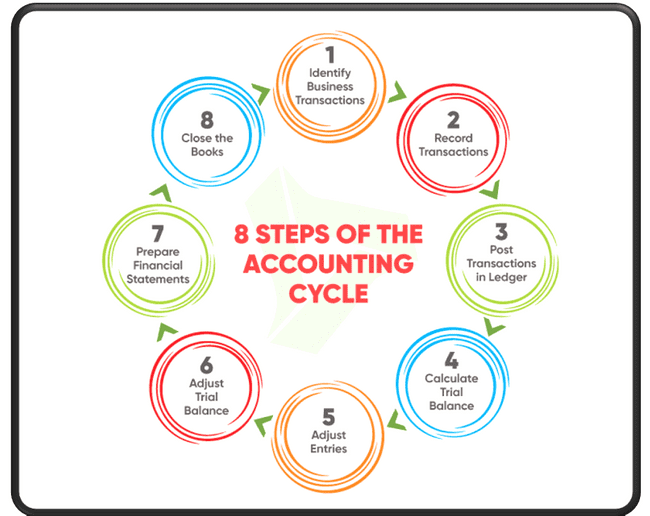 1
Identify
Business
Transactions
2
Record
Transactions
3
Post
Transactions
in Ledger
4
Calculate
Trial
Balance
5
Adjust
Entries
6
Adjust
Trial
Balance
7
Prepare
Financial
Statements
8
Close the
Books
8 STEPS OF THE
ACCOUNTING
CYCLE